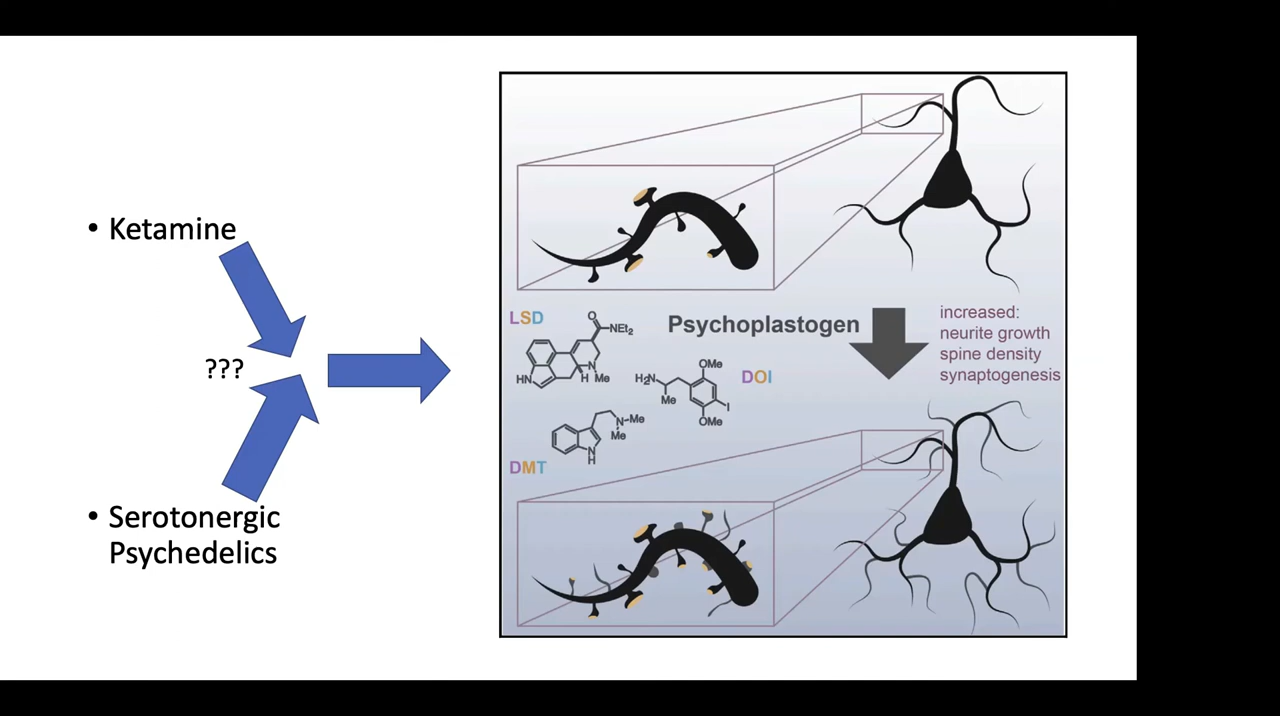 • Ketamine
???
• Serotonergic
Psychedelics
LSD
O
NEt₂
N
HN
H
Me
Psychoplastogen
increased:
neurite growth
spine density
synaptogenesis
H₂N
OMe
Me
I
OMe
DOI
N
Me
Me
N
H
DMT